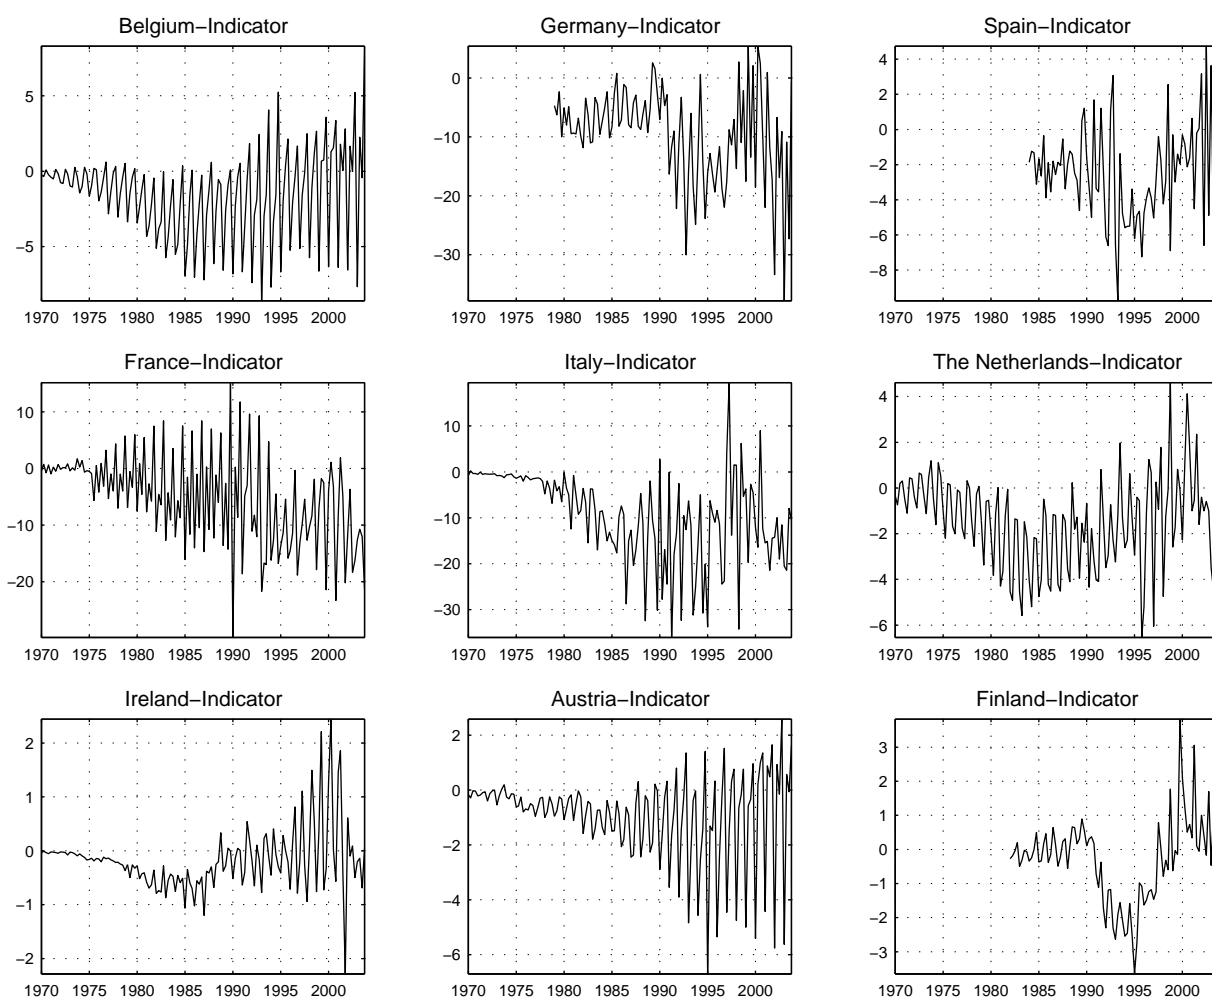 Belgium−Indicator
5
0
−5
1970 1975 1980 1985 1990 1995 2000
Germany−Indicator
0
−10
−20
−30
1970 1975 1980 1985 1990 1995 2000
Spain−Indicator
4
2
0
−2
−4
−6
−8
1970 1975 1980 1985 1990 1995 2000
France−Indicator
10
0
−10
−20
1970 1975 1980 1985 1990 1995 2000
Italy−Indicator
10
0
−10
−20
−30
1970 1975 1980 1985 1990 1995 2000
The Netherlands−Indicator
4
2
0
−2
−4
−6
1970 1975 1980 1985 1990 1995 2000
Ireland−Indicator
2
1
0
−1
−2
1970 1975 1980 1985 1990 1995 2000
Austria−Indicator
2
0
−2
−4
−6
1970 1975 1980 1985 1990 1995 2000
Finland−Indicator
3
2
1
0
−1
−2
−3
1970 1975 1980 1985 1990 1995 2000